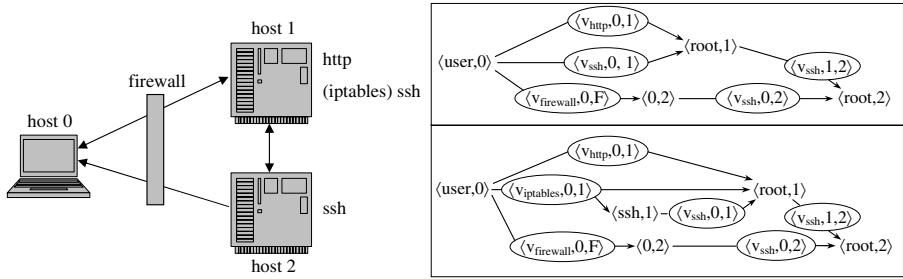 host 1
http
(iptables) ssh
firewall
host 0
ssh
host 2
⟨v_http,0,1⟩
⟨root,1⟩
⟨user,0⟩
⟨v_ssh,0, 1⟩
⟨v_ssh,1,2⟩
⟨v_firewall,0,F⟩
⟨0,2⟩
⟨v_ssh,0,2⟩
⟨root,2⟩
⟨v_http,0,1⟩
⟨user,0⟩
⟨v_iptables,0,1⟩
⟨root,1⟩
⟨ssh,1⟩
⟨v_ssh,0,1⟩
⟨v_ssh,1,2⟩
⟨v_firewall,0,F⟩
⟨0,2⟩
⟨v_ssh,0,2⟩
⟨root,2⟩